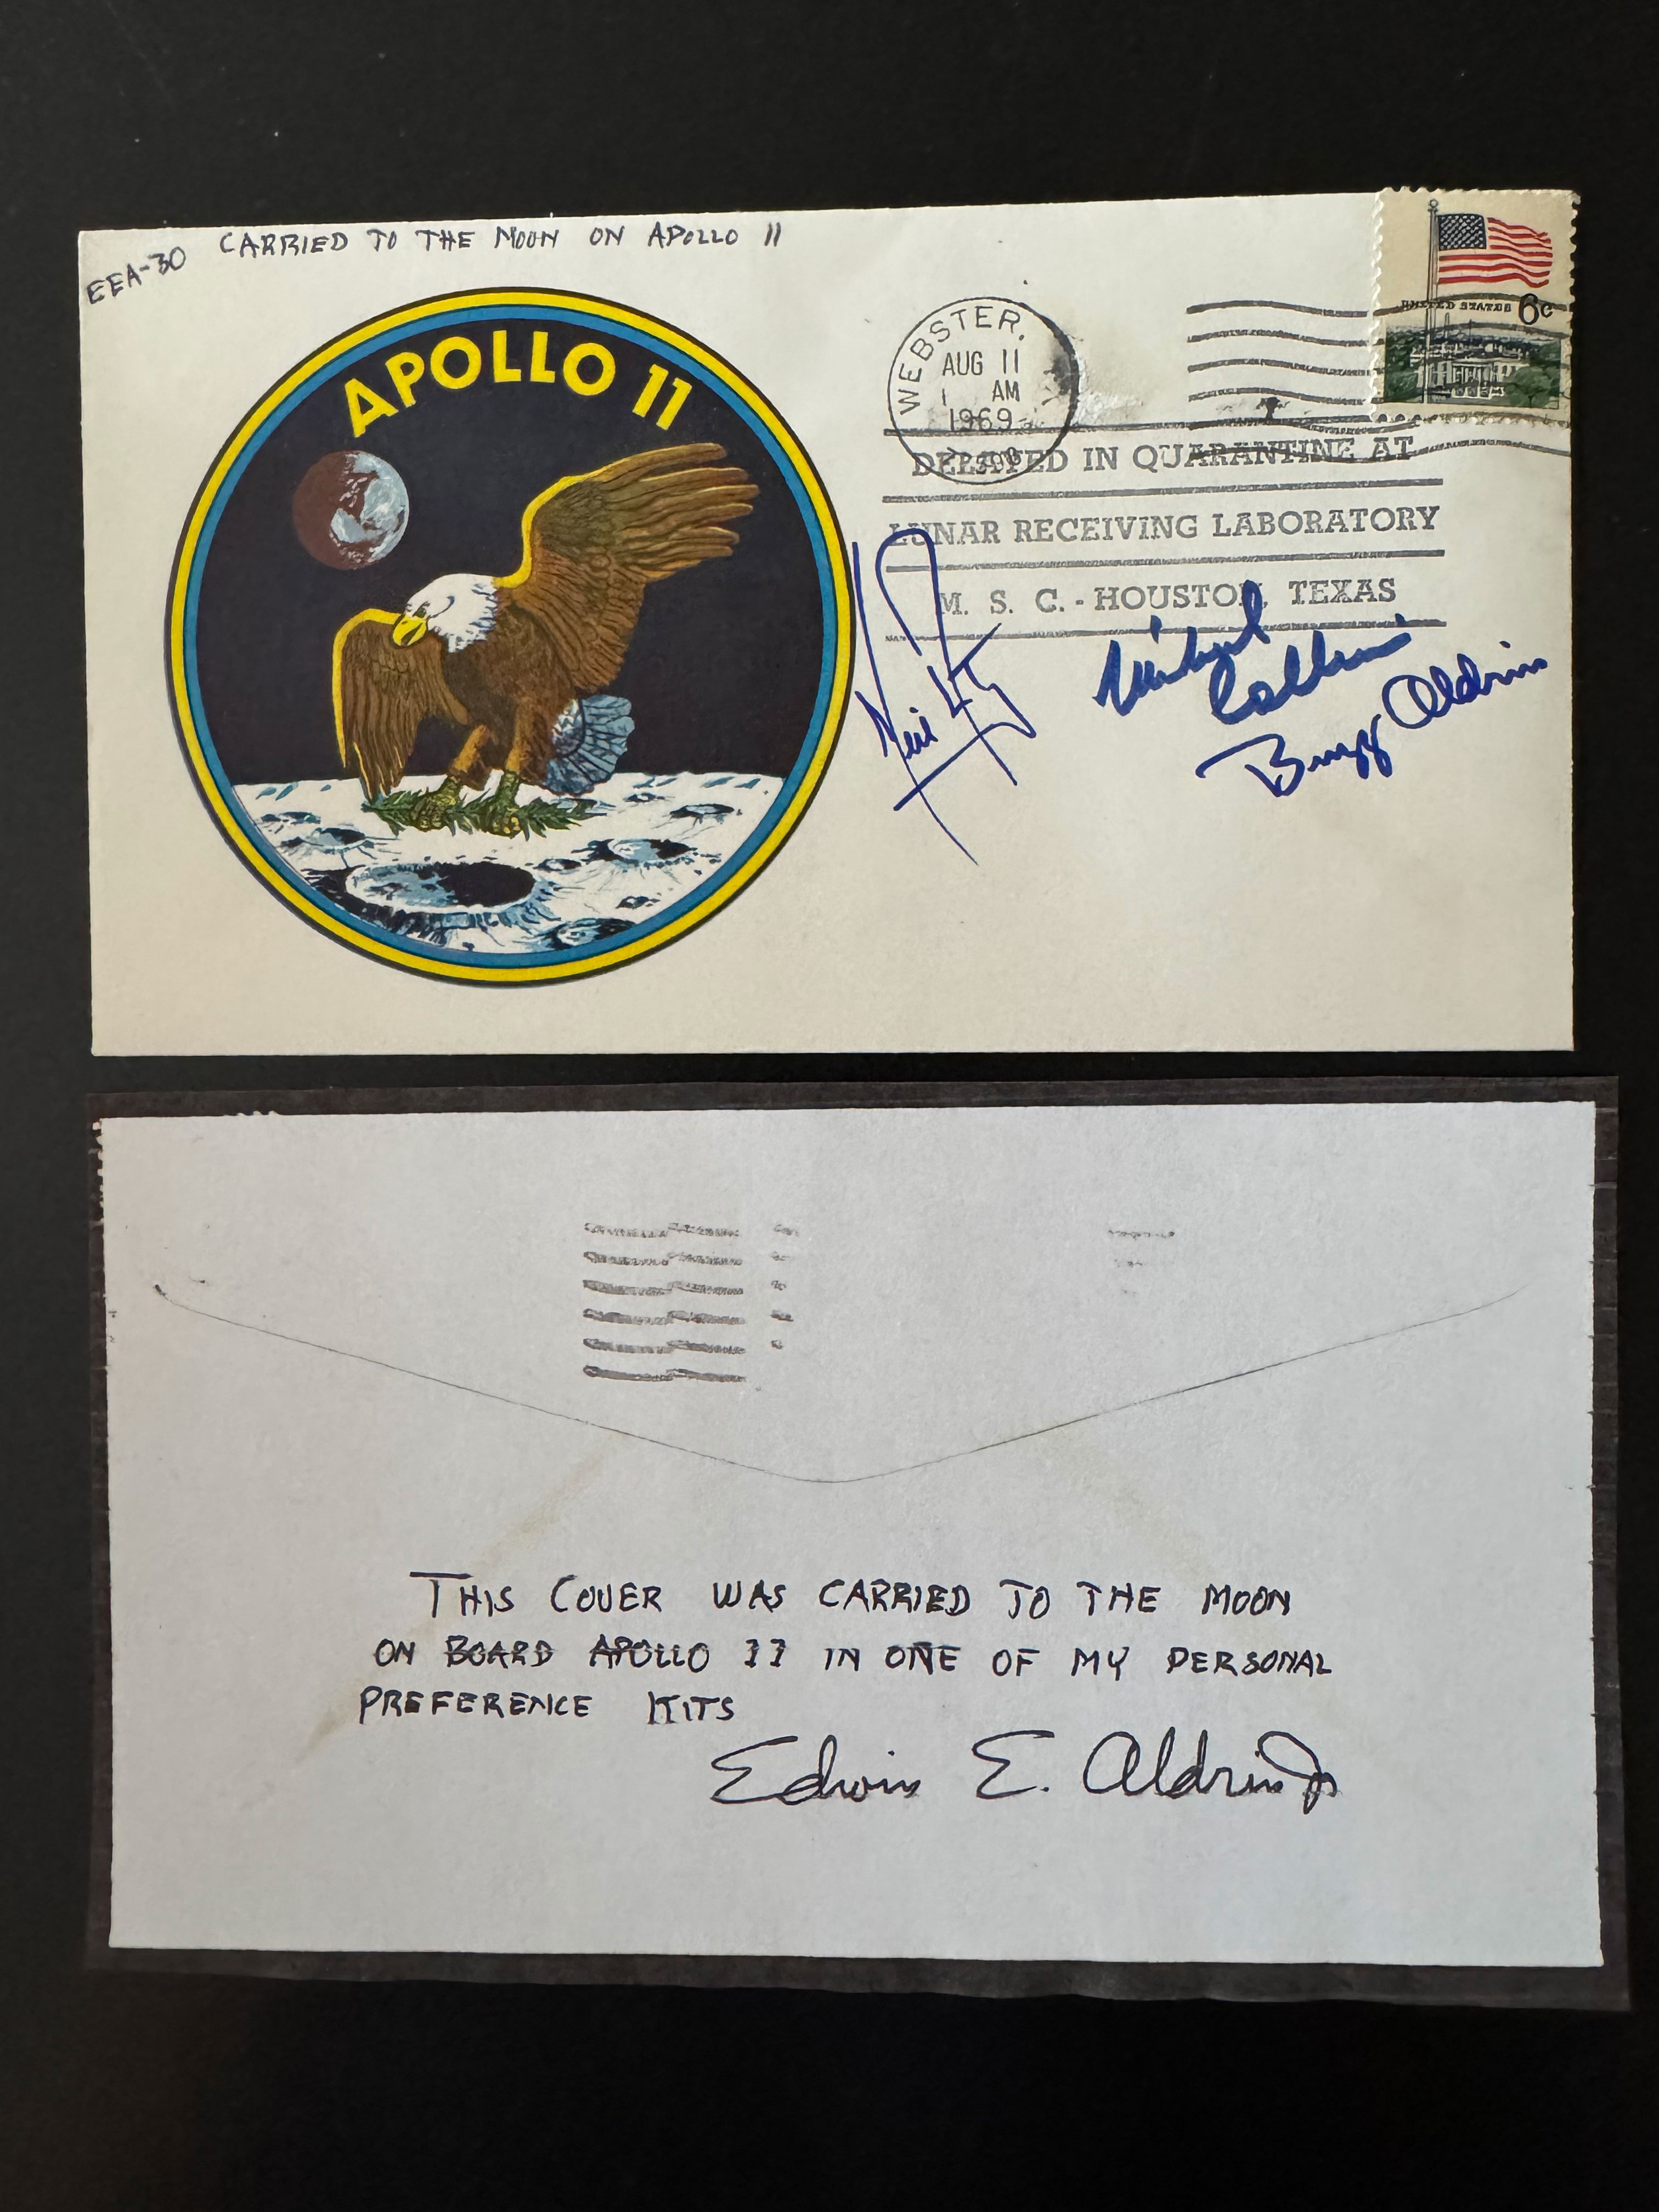 EEA-30 CARRIED TO THE MOON ON APOLLO 11
APOLLO 11
UNITED STATES 6c
WEBSTER,
AUG 11
1 AM
1969
DELAYED IN QUARANTINE AT
LUNAR RECEIVING LABORATORY
M. S. C. - HOUSTON, TEXAS
Neil
Michael
Collins
Buzz Aldrin
THIS COVER WAS CARRIED TO THE MOON
ON BOARD APOLLO 11 IN ONE OF MY PERSONAL
PREFERENCE KITS
Edwin E. Aldrin Jr